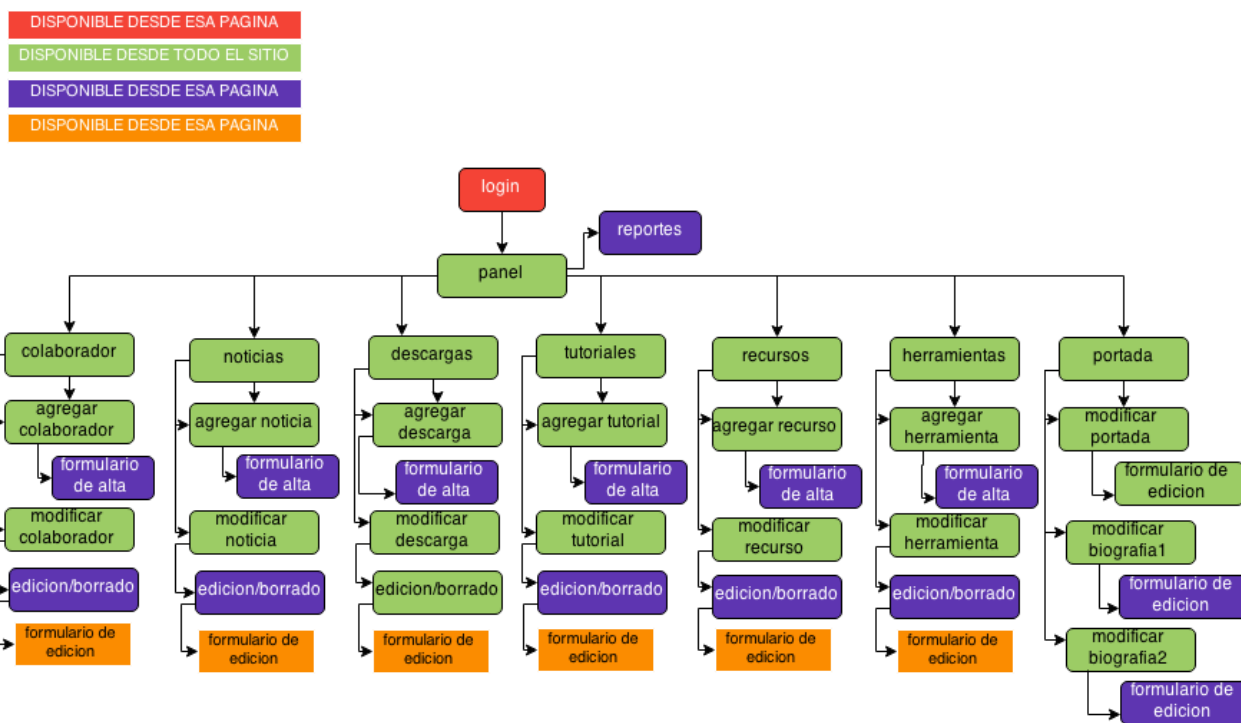 DISPONIBLE DESDE ESA PAGINA
DISPONIBLE DESDE TODO EL SITIO
DISPONIBLE DESDE ESA PAGINA
DISPONIBLE DESDE ESA PAGINA
login
reportes
panel
colaborador
noticias
descargas
tutoriales
recursos
herramientas
portada
agregar
colaborador
agregar noticia
agregar
descarga
agregar tutorial
agregar recurso
agregar
herramienta
modificar
portada
formulario
de alta
formulario
de alta
formulario
de alta
formulario
de alta
formulario
de alta
formulario
de alta
formulario de
edicion
modificar
colaborador
modificar
noticia
modificar
descarga
modificar
tutorial
modificar
recurso
modificar
herramienta
modificar
biografia1
edicion/borrado
edicion/borrado
edicion/borrado
edicion/borrado
edicion/borrado
edicion/borrado
formulario de
edicion
formulario de
edicion
formulario de
edicion
formulario de
edicion
formulario de
edicion
formulario de
edicion
formulario de
edicion
modificar
biografia2
formulario de
edicion